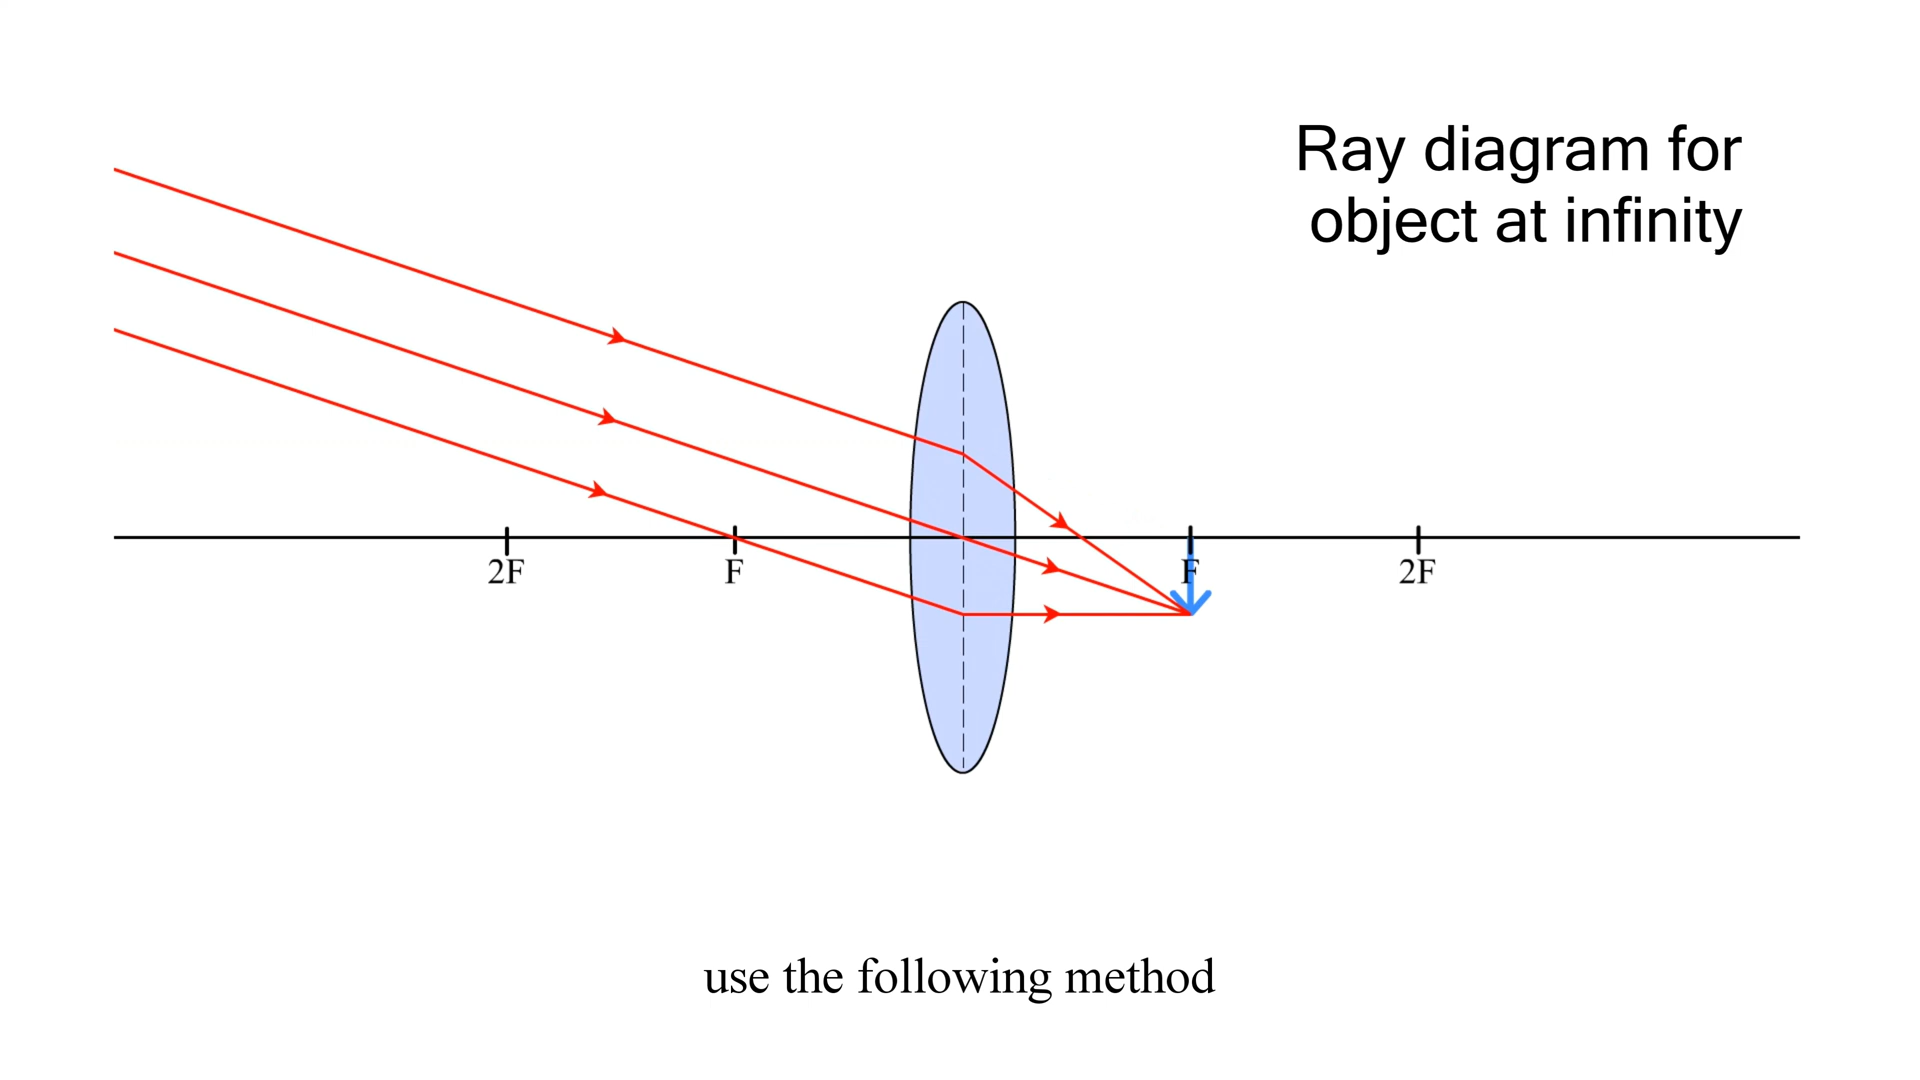 Ray diagram for
object at infinity
2F
F
F
2F
use the following method